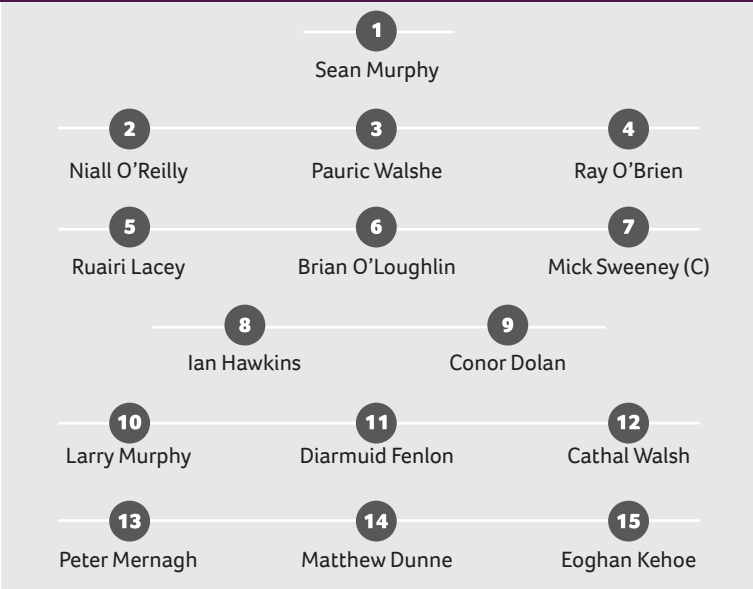 1
Sean Murphy
2 3 4
Niall O’Reilly Pauric Walshe Ray O’Brien
5 6 7
Ruairi Lacey Brian O’Loughlin Mick Sweeney (C)
8 9
Ian Hawkins Conor Dolan
10 11 12
Larry Murphy Diarmuid Fenlon Cathal Walsh
13 14 15
Peter Mernagh Matthew Dunne Eoghan Kehoe